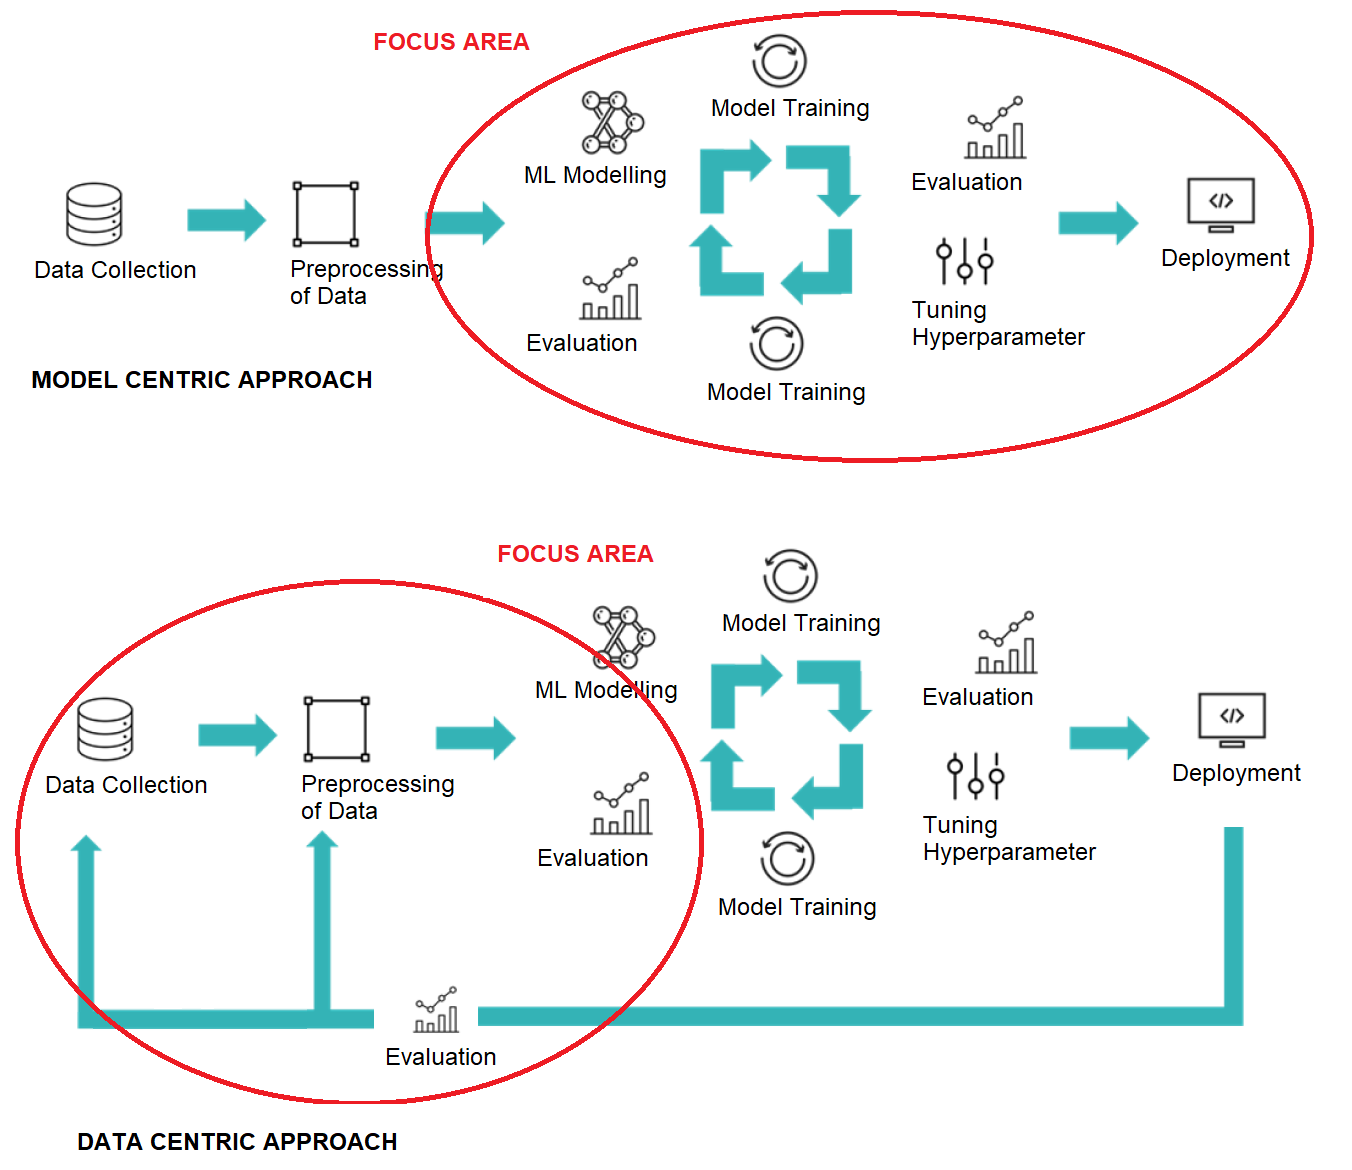 FOCUS AREA
Model Training
ML Modelling
Evaluation
</>
Data Collection
Preprocessing
of Data
Deployment
Evaluation
Tuning
Hyperparameter
Model Training
MODEL CENTRIC APPROACH
FOCUS AREA
Model Training
ML Modelling
Evaluation
</>
Data Collection
Preprocessing
of Data
Deployment
Evaluation
Tuning
Hyperparameter
Model Training
Evaluation
DATA CENTRIC APPROACH